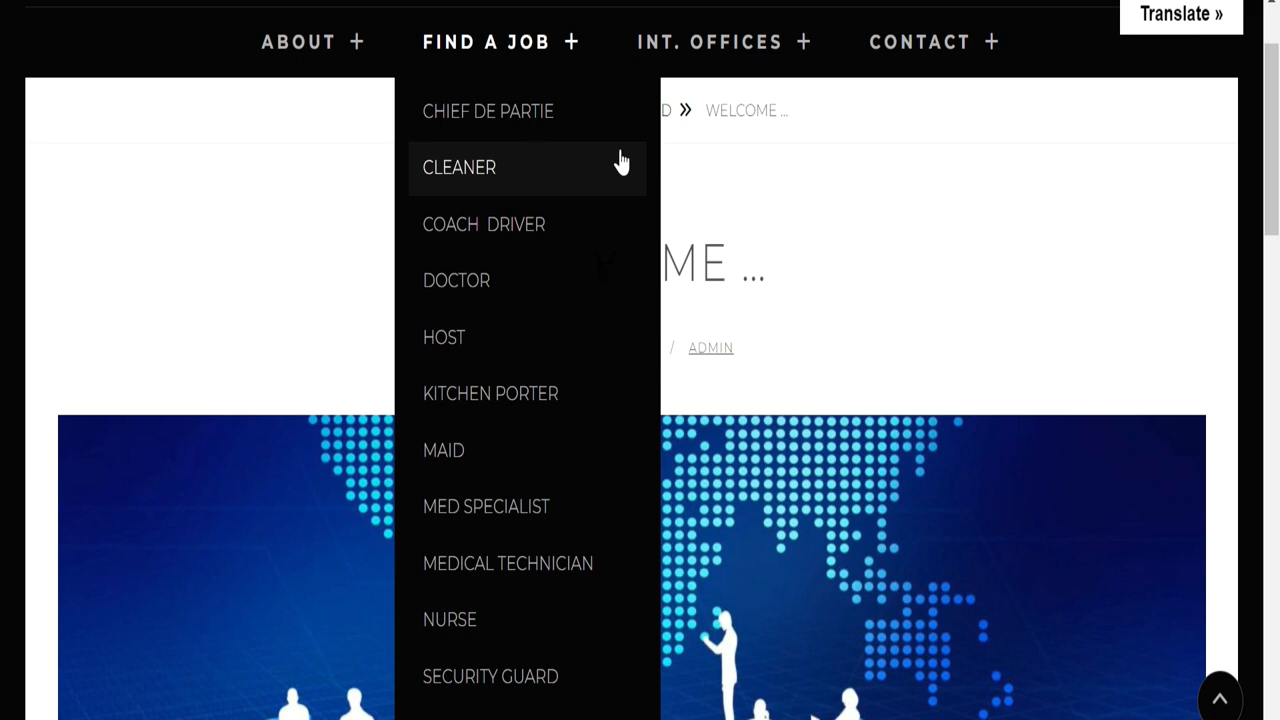 Translate »
ABOUT +
FIND A JOB +
INT. OFFICES +
CONTACT +
CHIEF DE PARTIE
D » WELCOME ...
CLEANER
COACH DRIVER
ME ...
DOCTOR
HOST
/ ADMIN
KITCHEN PORTER
MAID
MED SPECIALIST
MEDICAL TECHNICIAN
NURSE
SECURITY GUARD